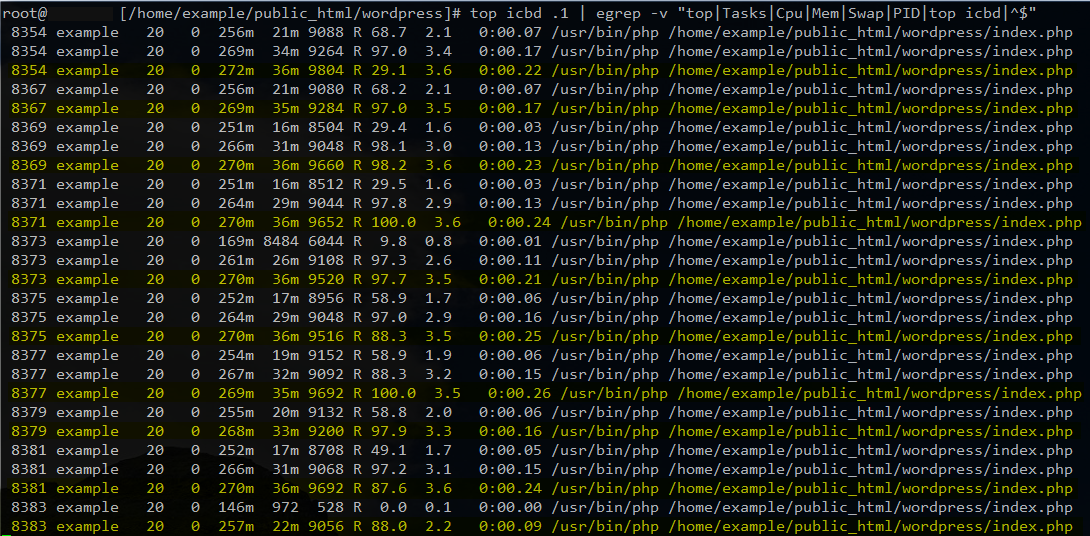 root@ [/home/example/public_html/wordpress]# top icbd .1 | egrep -v "top|Tasks|Cpu|Mem|Swap|PID|top icbd|^$"
8354 example 20 0 256m 21m 9088 R 68.7 2.1 0:00.07 /usr/bin/php /home/example/public_html/wordpress/index.php
8354 example 20 0 269m 34m 9264 R 97.0 3.4 0:00.17 /usr/bin/php /home/example/public_html/wordpress/index.php
8354 example 20 0 272m 36m 9804 R 29.1 3.6 0:00.22 /usr/bin/php /home/example/public_html/wordpress/index.php
8367 example 20 0 256m 21m 9080 R 68.2 2.1 0:00.07 /usr/bin/php /home/example/public_html/wordpress/index.php
8367 example 20 0 269m 35m 9284 R 97.0 3.5 0:00.17 /usr/bin/php /home/example/public_html/wordpress/index.php
8369 example 20 0 251m 16m 8504 R 29.4 1.6 0:00.03 /usr/bin/php /home/example/public_html/wordpress/index.php
8369 example 20 0 266m 31m 9048 R 98.1 3.0 0:00.13 /usr/bin/php /home/example/public_html/wordpress/index.php
8369 example 20 0 270m 36m 9660 R 98.2 3.6 0:00.23 /usr/bin/php /home/example/public_html/wordpress/index.php
8371 example 20 0 251m 16m 8512 R 29.5 1.6 0:00.03 /usr/bin/php /home/example/public_html/wordpress/index.php
8371 example 20 0 264m 29m 9044 R 97.8 2.9 0:00.13 /usr/bin/php /home/example/public_html/wordpress/index.php
8371 example 20 0 270m 36m 9652 R 100.0 3.6 0:00.24 /usr/bin/php /home/example/public_html/wordpress/index.php
8373 example 20 0 169m 8484 6044 R 9.8 0.8 0:00.01 /usr/bin/php /home/example/public_html/wordpress/index.php
8373 example 20 0 261m 26m 9108 R 97.3 2.6 0:00.11 /usr/bin/php /home/example/public_html/wordpress/index.php
8373 example 20 0 270m 36m 9520 R 97.7 3.5 0:00.21 /usr/bin/php /home/example/public_html/wordpress/index.php
8375 example 20 0 252m 17m 8956 R 58.9 1.7 0:00.06 /usr/bin/php /home/example/public_html/wordpress/index.php
8375 example 20 0 264m 29m 9048 R 97.0 2.9 0:00.16 /usr/bin/php /home/example/public_html/wordpress/index.php
8375 example 20 0 270m 36m 9516 R 88.3 3.5 0:00.25 /usr/bin/php /home/example/public_html/wordpress/index.php
8377 example 20 0 254m 19m 9152 R 58.9 1.9 0:00.06 /usr/bin/php /home/example/public_html/wordpress/index.php
8377 example 20 0 267m 32m 9092 R 88.3 3.2 0:00.15 /usr/bin/php /home/example/public_html/wordpress/index.php
8377 example 20 0 269m 35m 9692 R 100.0 3.5 0:00.26 /usr/bin/php /home/example/public_html/wordpress/index.php
8379 example 20 0 255m 20m 9132 R 58.8 2.0 0:00.06 /usr/bin/php /home/example/public_html/wordpress/index.php
8379 example 20 0 268m 33m 9200 R 97.9 3.3 0:00.16 /usr/bin/php /home/example/public_html/wordpress/index.php
8381 example 20 0 252m 17m 8708 R 49.1 1.7 0:00.05 /usr/bin/php /home/example/public_html/wordpress/index.php
8381 example 20 0 266m 31m 9068 R 97.2 3.1 0:00.15 /usr/bin/php /home/example/public_html/wordpress/index.php
8381 example 20 0 270m 36m 9692 R 87.6 3.6 0:00.24 /usr/bin/php /home/example/public_html/wordpress/index.php
8383 example 20 0 146m 972 528 R 0.0 0.1 0:00.00 /usr/bin/php /home/example/public_html/wordpress/index.php
8383 example 20 0 257m 22m 9056 R 88.0 2.2 0:00.09 /usr/bin/php /home/example/public_html/wordpress/index.php